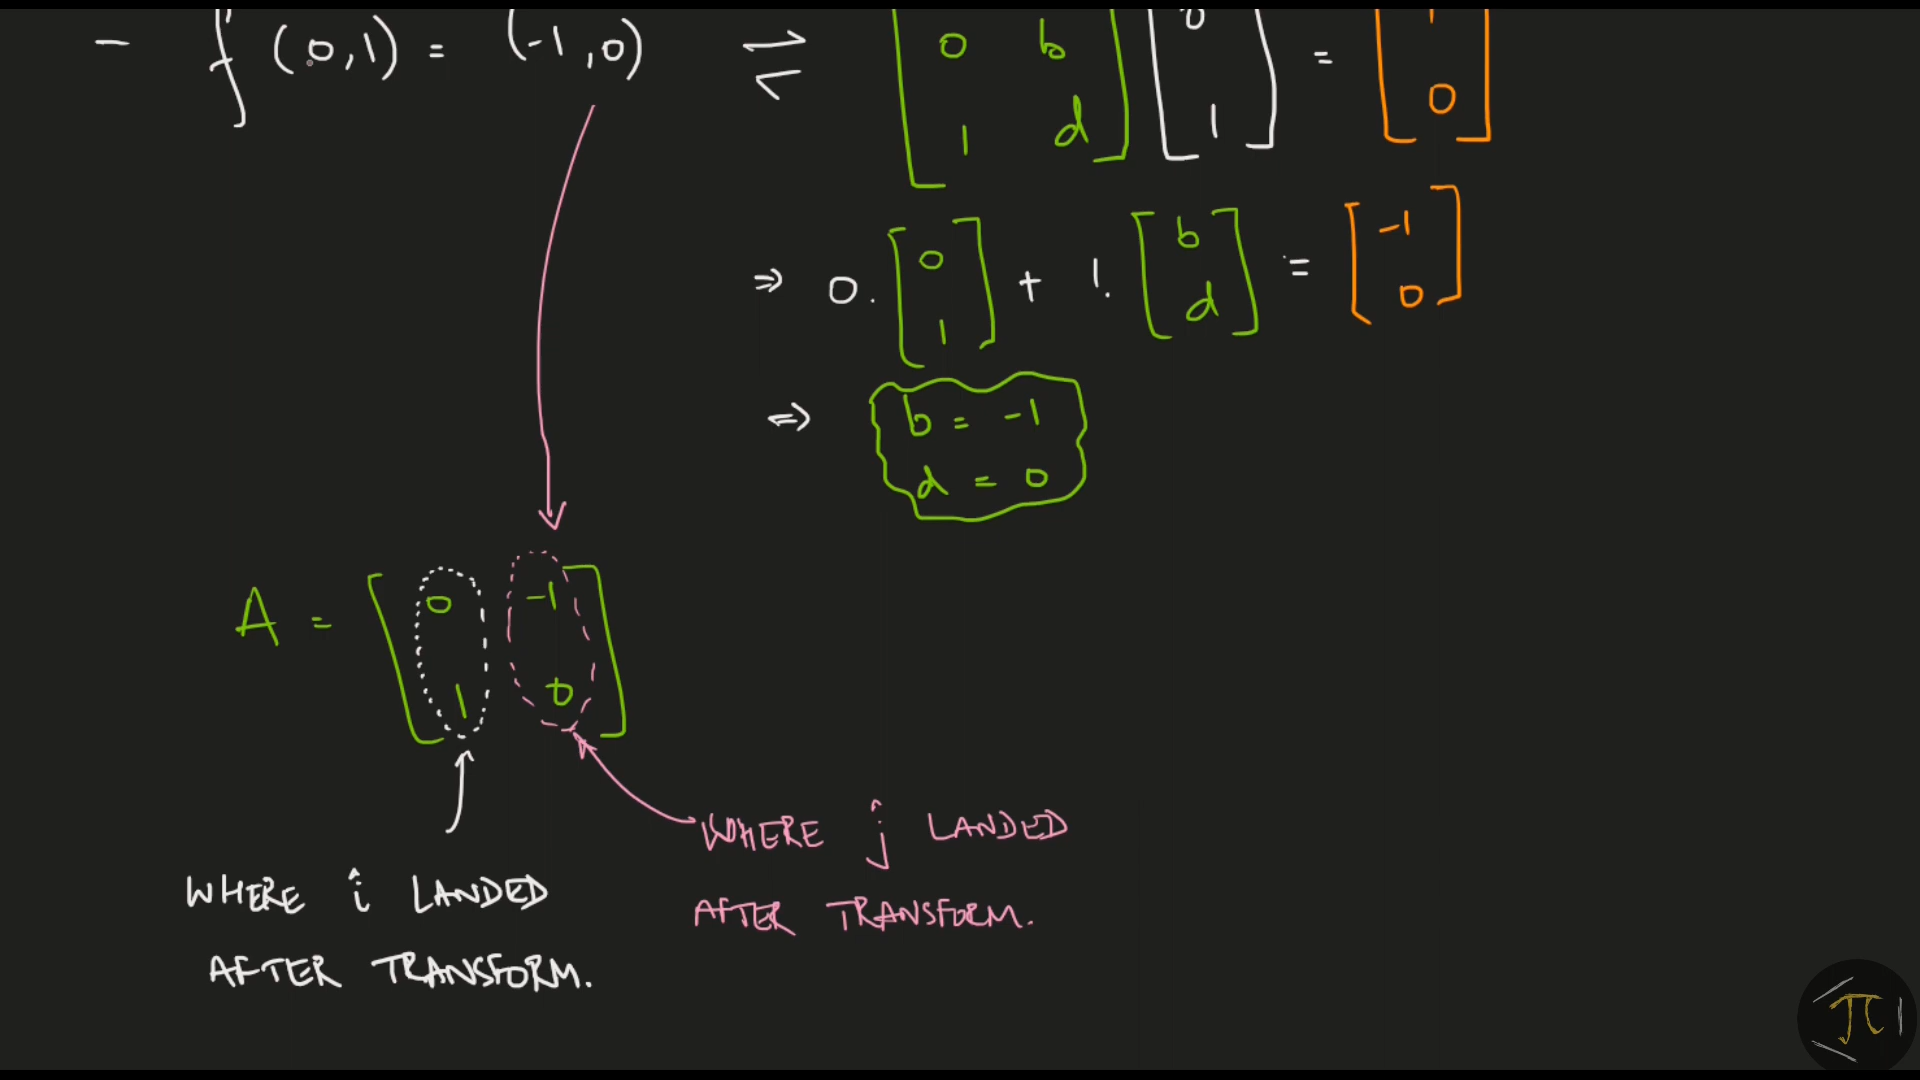 - f(0,1) = (-1,0) ⇌ [0 b 1 d] [0 1] = [-1 0]
⇒ 0.[0 1] + 1.[b d] = [-1 0]
⇒ b = -1
d = 0
A = [0 -1 1 0]
WHERE ĵ LANDED
AFTER TRANSFORM.
WHERE î LANDED
AFTER TRANSFORM.
π